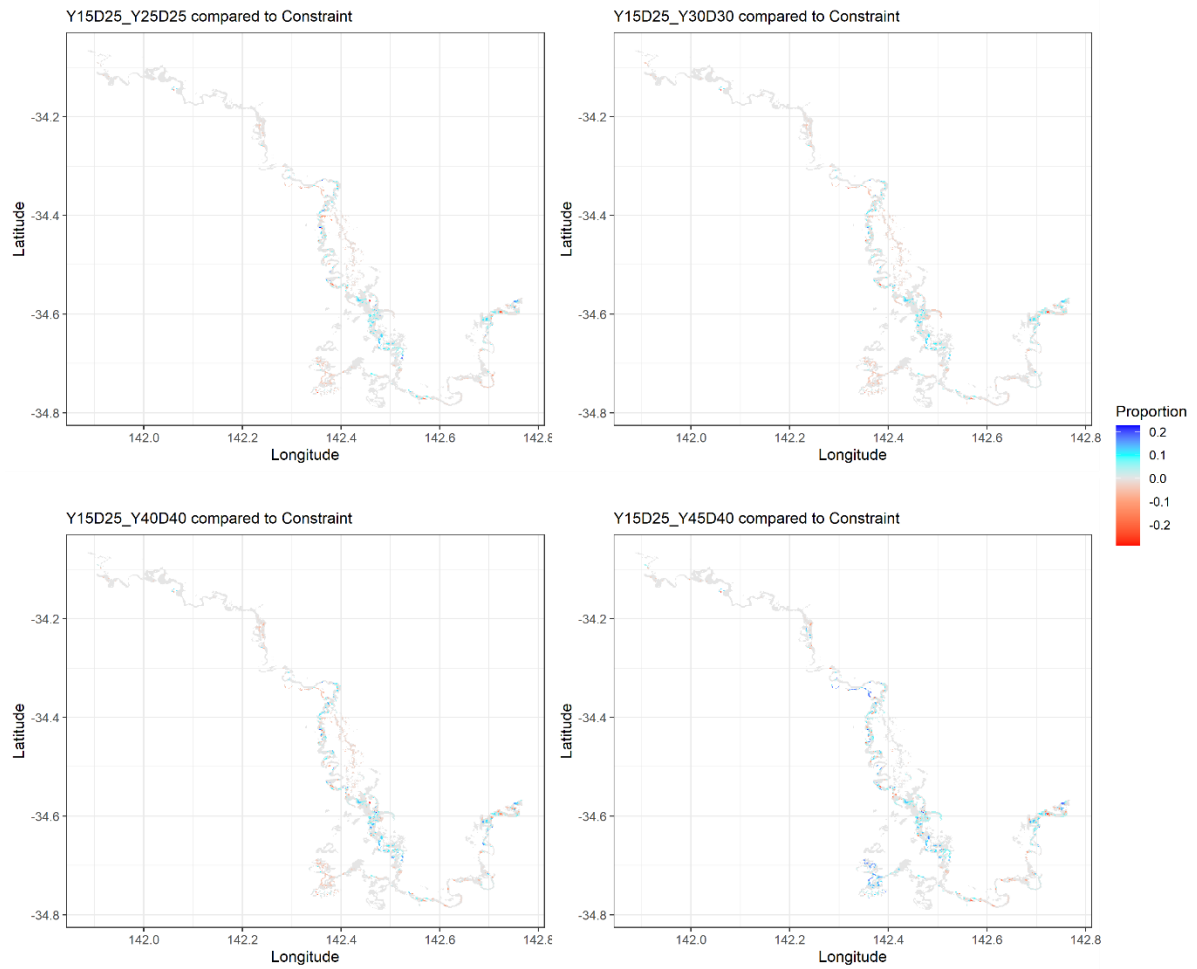 Y15D25_Y25D25 compared to Constraint
-34.2
-34.4
-34.6
-34.8
Latitude
142.0 142.2 142.4 142.6 142.8
Longitude
Y15D25_Y30D30 compared to Constraint
-34.2
-34.4
-34.6
-34.8
Latitude
142.0 142.2 142.4 142.6 142.8
Longitude
Y15D25_Y40D40 compared to Constraint
-34.2
-34.4
-34.6
-34.8
Latitude
142.0 142.2 142.4 142.6 142.8
Longitude
Y15D25_Y45D40 compared to Constraint
-34.2
-34.4
-34.6
-34.8
Latitude
142.0 142.2 142.4 142.6 142.8
Longitude
Proportion
0.2
0.1
0.0
-0.1
-0.2